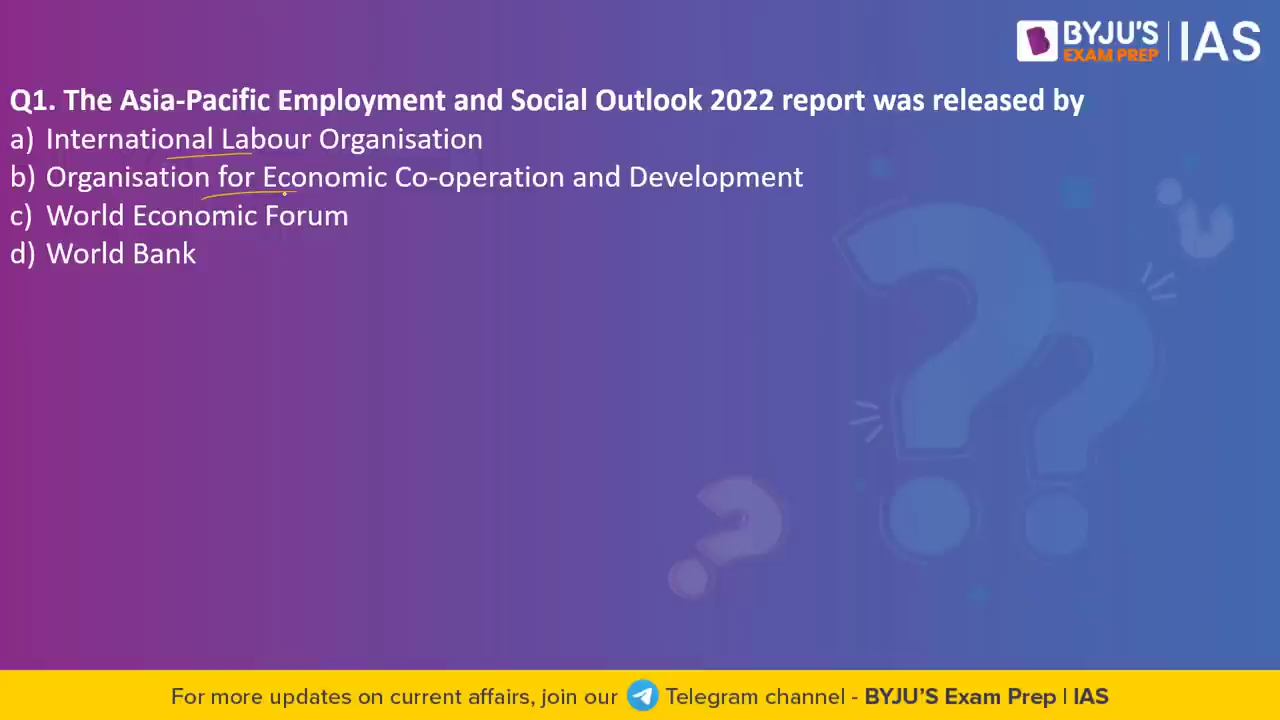 BYJU'S
EXAM PREP
IAS
Q1. The Asia-Pacific Employment and Social Outlook 2022 report was released by
a) International Labour Organisation
b) Organisation for Economic Co-operation and Development
c) World Economic Forum
d) World Bank
For more updates on current affairs, join our Telegram channel - BYJU'S Exam Prep | IAS